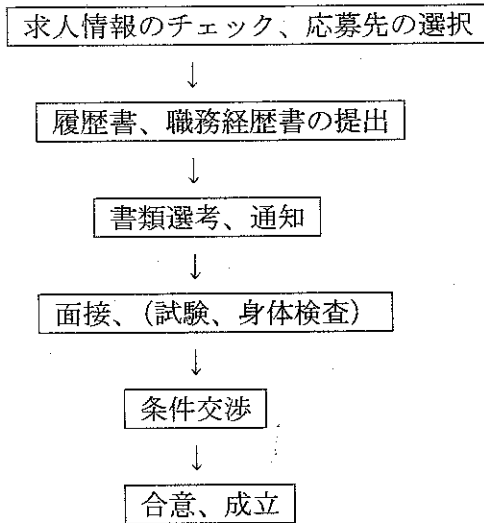 求人情報のチェック、応募先の選択
↓
履歴書、職務経歴書の提出
↓
書類選考、通知
↓
面接、(試験、身体検査)
↓
条件交渉
↓
合意、成立